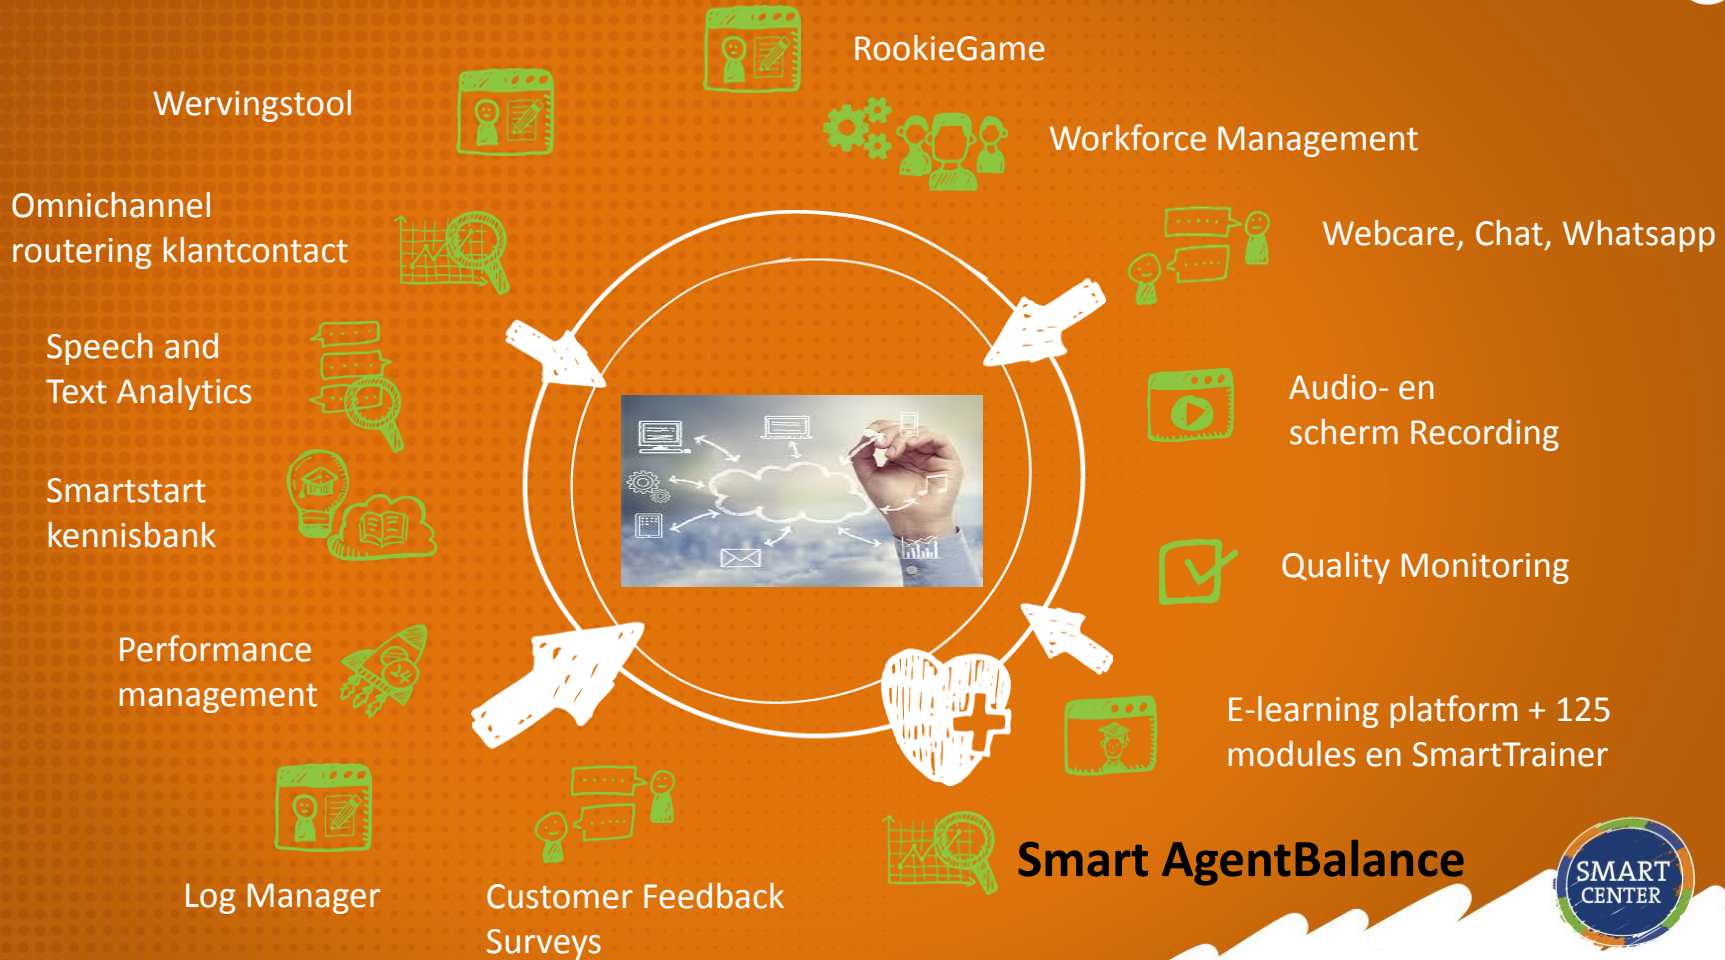 RookieGame
Wervingstool
Workforce Management
Omnichannel
routering klantcontact
Webcare, Chat, Whatsapp
Speech and
Text Analytics
Audio- en
scherm Recording
Smartstart
kennisbank
Quality Monitoring
Performance
management
E-learning platform + 125
modules en SmartTrainer
Log Manager
Customer Feedback
Surveys
Smart AgentBalance
SMART
CENTER